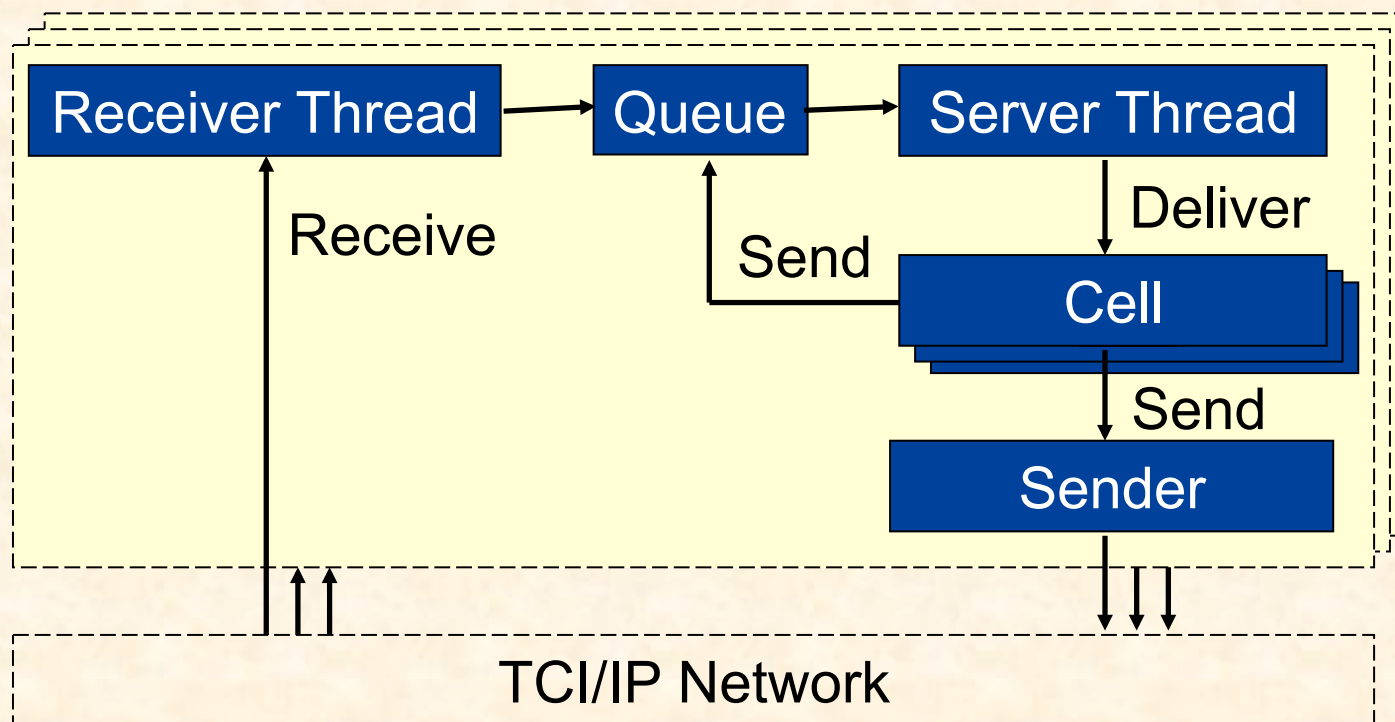 Receiver Thread
Queue
Server Thread
Receive
Deliver
Send
Cell
Send
Sender
TCI/IP Network